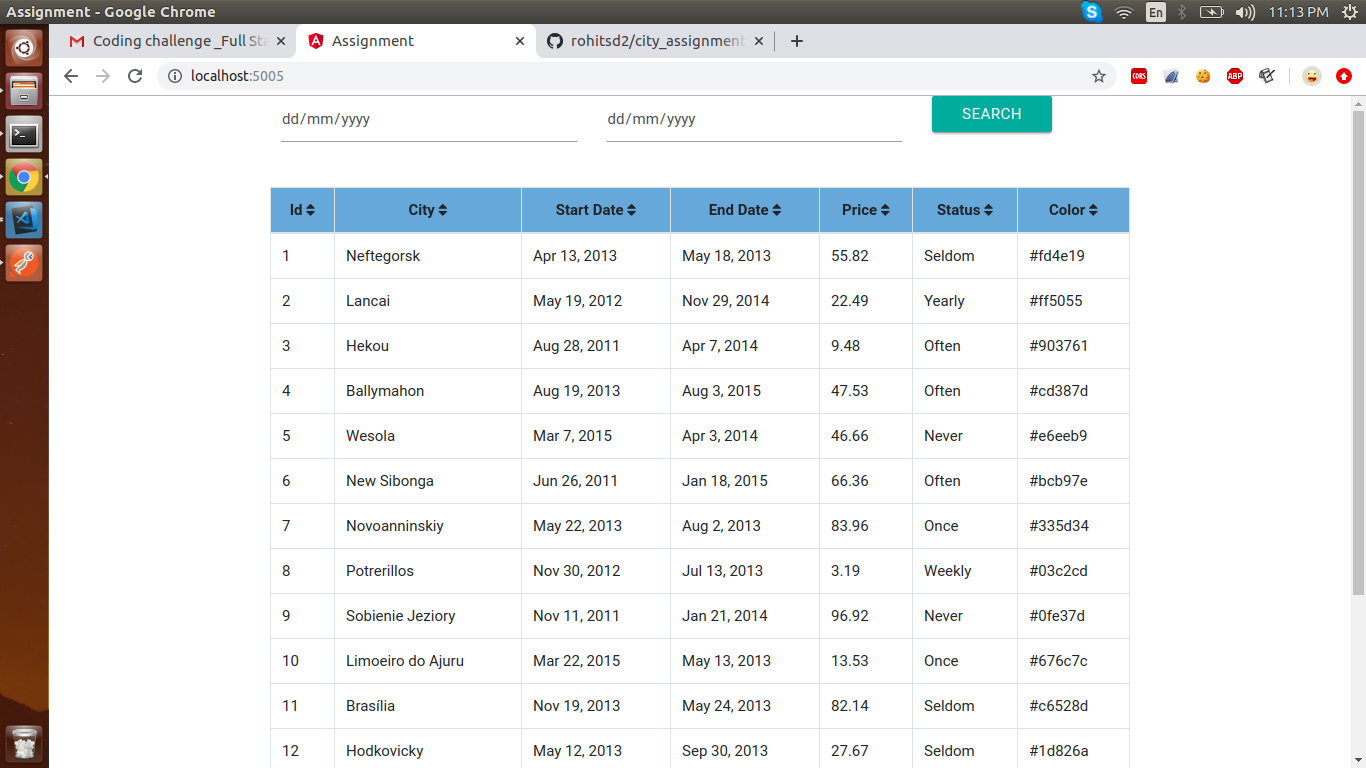 Assignment - Google Chrome En 11:13 PM
Coding challenge _Full Sta Assignment rohitsd2/city_assignment
localhost:5005 CORS ABP
dd/mm/yyyy dd/mm/yyyy SEARCH
Id City Start Date End Date Price Status Color
1 Neftegorsk Apr 13, 2013 May 18, 2013 55.82 Seldom #fd4e19
2 Lancai May 19, 2012 Nov 29, 2014 22.49 Yearly #ff5055
3 Hekou Aug 28, 2011 Apr 7, 2014 9.48 Often #903761
4 Ballymahon Aug 19, 2013 Aug 3, 2015 47.53 Often #cd387d
5 Wesola Mar 7, 2015 Apr 3, 2014 46.66 Never #e6eeb9
6 New Sibonga Jun 26, 2011 Jan 18, 2015 66.36 Often #bcb97e
7 Novoanninskiy May 22, 2013 Aug 2, 2013 83.96 Once #335d34
8 Potrerillos Nov 30, 2012 Jul 13, 2013 3.19 Weekly #03c2cd
9 Sobienie Jeziory Nov 11, 2011 Jan 21, 2014 96.92 Never #0fe37d
10 Limoeiro do Ajuru Mar 22, 2015 May 13, 2013 13.53 Once #676c7c
11 Brasília Nov 19, 2013 May 24, 2013 82.14 Seldom #c6528d
12 Hodkovicky May 12, 2013 Sep 30, 2013 27.67 Seldom #1d826a